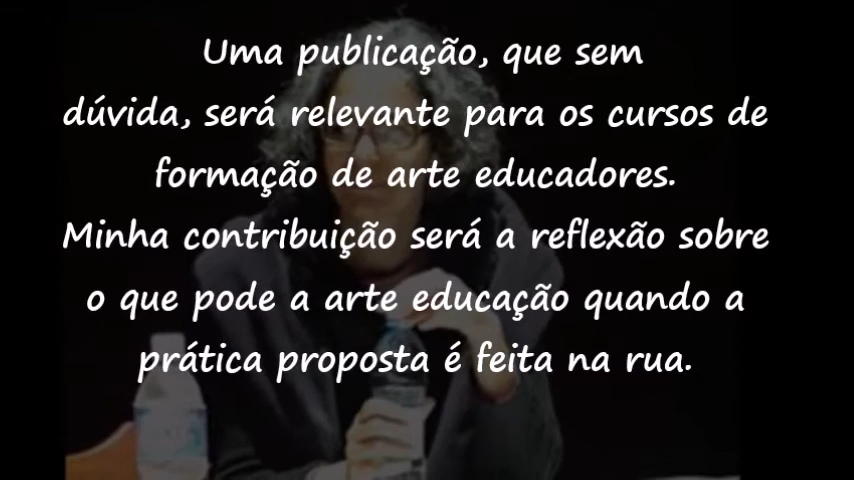 Uma publicação, que sem
dúvida, será relevante para os cursos de
formação de arte educadores.
Minha contribuição será a reflexão sobre
o que pode a arte educação quando a
prática proposta é feita na rua.